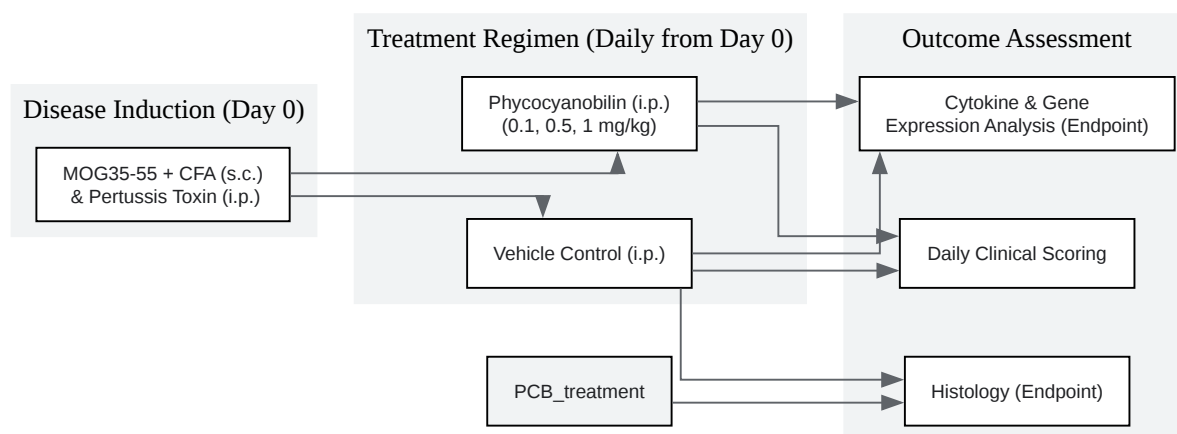 Disease Induction (Day 0)
MOG35-55 + CFA (s.c.)
& Pertussis Toxin (i.p.)
Treatment Regimen (Daily from Day 0)
Phycocyanobilin (i.p.)
(0.1, 0.5, 1 mg/kg)
Vehicle Control (i.p.)
PCB_treatment
Outcome Assessment
Cytokine & Gene
Expression Analysis (Endpoint)
Daily Clinical Scoring
Histology (Endpoint)